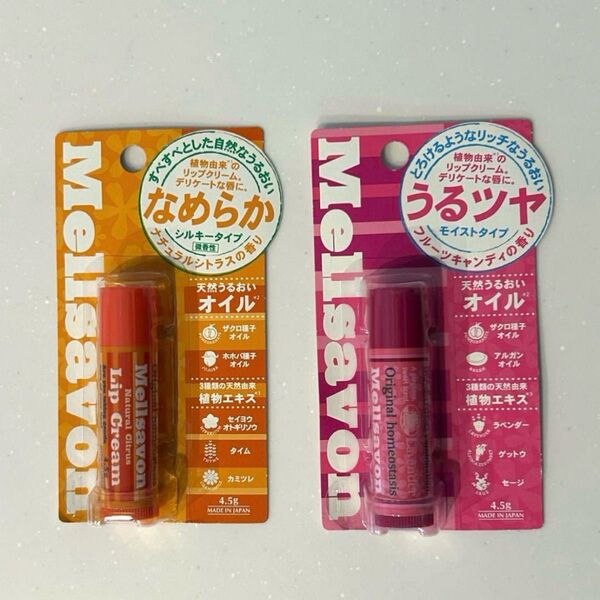 Mellsavon
すべすべとした自然なうるおい
植物由来*の
リップクリーム。
デリケートな唇に。
なめらか
シルキータイプ
微香性
ナチュラルシトラスの香り
天然うるおい
オイル*2
ザクロ種子
オイル
ホホバ種子
オイル
3種類の天然由来
植物エキス*3
セイヨウ
オトギリソウ
タイム
カミツレ
4.5g
MADE IN JAPAN
Natural Citrus
Mellsavon
Lip Cream
Mellsavon
とろけるようなリッチなうるおい
植物由来*の
リップクリーム。
デリケートな唇に。
うるツヤ
モイストタイプ
フルーツキャンディの香り
天然うるおい
オイル*2
ザクロ種子
オイル
アルガン
オイル
3種類の天然由来
植物エキス*3
ラベンダー
ゲットウ
セージ
4.5g
MADE IN JAPAN
Original homeostasis
Mellsavon